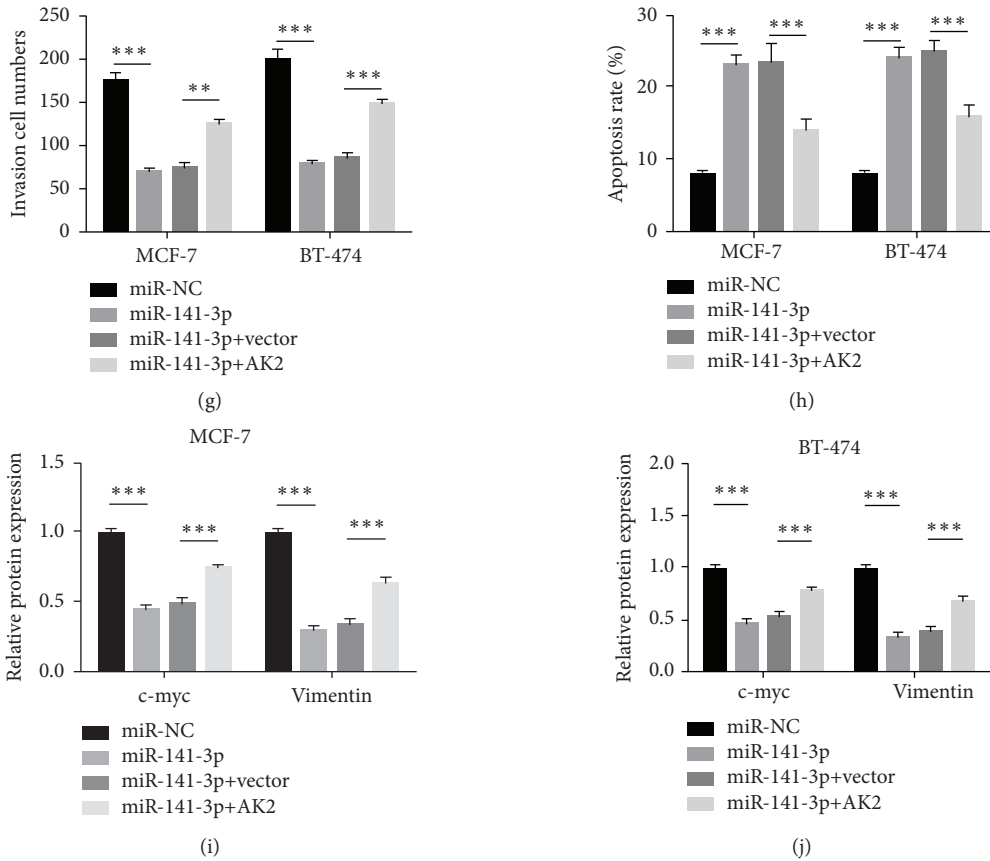 Invasion cell numbers
250
200
150
100
50
0
***
**
***
***
MCF-7
BT-474
miR-NC
miR-141-3p
miR-141-3p+vector
miR-141-3p+AK2
(g)
Apoptosis rate (%)
30
20
10
0
***
***
***
***
MCF-7
BT-474
miR-NC
miR-141-3p
miR-141-3p+vector
miR-141-3p+AK2
(h)
MCF-7
Relative protein expression
1.5
1.0
0.5
0.0
***
***
***
***
c-myc
Vimentin
miR-NC
miR-141-3p
miR-141-3p+vector
miR-141-3p+AK2
(i)
BT-474
Relative protein expression
2.0
1.5
1.0
0.5
0.0
***
***
***
***
c-myc
Vimentin
miR-NC
miR-141-3p
miR-141-3p+vector
miR-141-3p+AK2
(j)